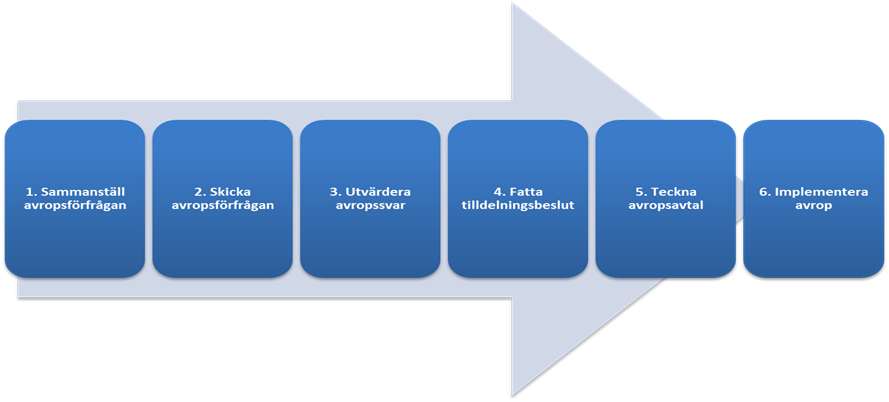 1. Sammanställ
avropsförfrågan
2. Skicka
avropsförfrågan
3. Utvärdera
avropssvar
4. Fatta
tilldelningsbeslut
5. Teckna
avropsavtal
6. Implementera
avrop